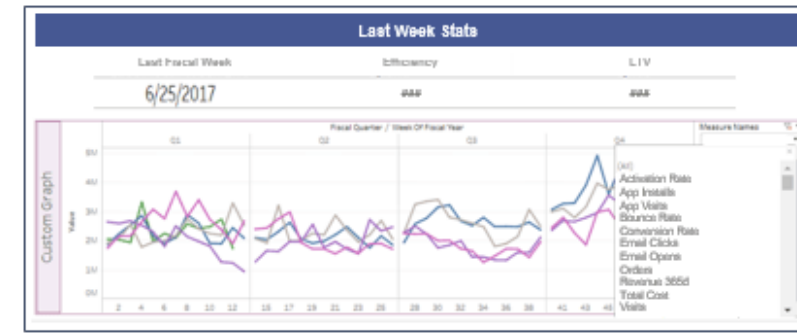 Last Week Stats
Last Fiscal Week Efficiency LTV
6/25/2017 ### ###
Fiscal Quarter / Week Of Fiscal Year
Measure Names
Q1 Q2 Q3 Q4
Custom Graph
Value
5M
4M
3M
2M
1M
0M
2 4 6 8 10 12 15 17 19 21 23 25 28 30 32 34 36 38 41 43
(All)
Activation Rate
App Installs
App Visits
Bounce Rate
Conversion Rate
Email Clicks
Email Opens
Orders
Revenue 365d
Total Cost
Visits